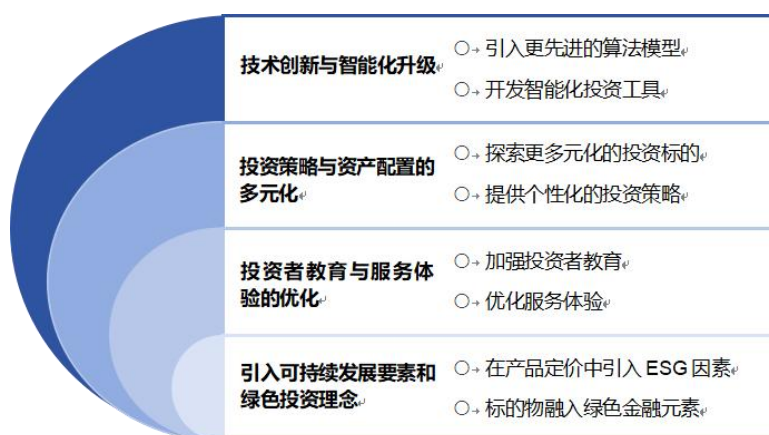 技术创新与智能化升级
○引入更先进的算法模型
○开发智能化投资工具
投资策略与资产配置的
多元化
○探索更多元化的投资标的
○提供个性化的投资策略
投资者教育与服务体
验的优化
○加强投资者教育
○优化服务体验
引入可持续发展要素和
绿色投资理念
○在产品定价中引入 ESG 因素
○标的物融入绿色金融元素